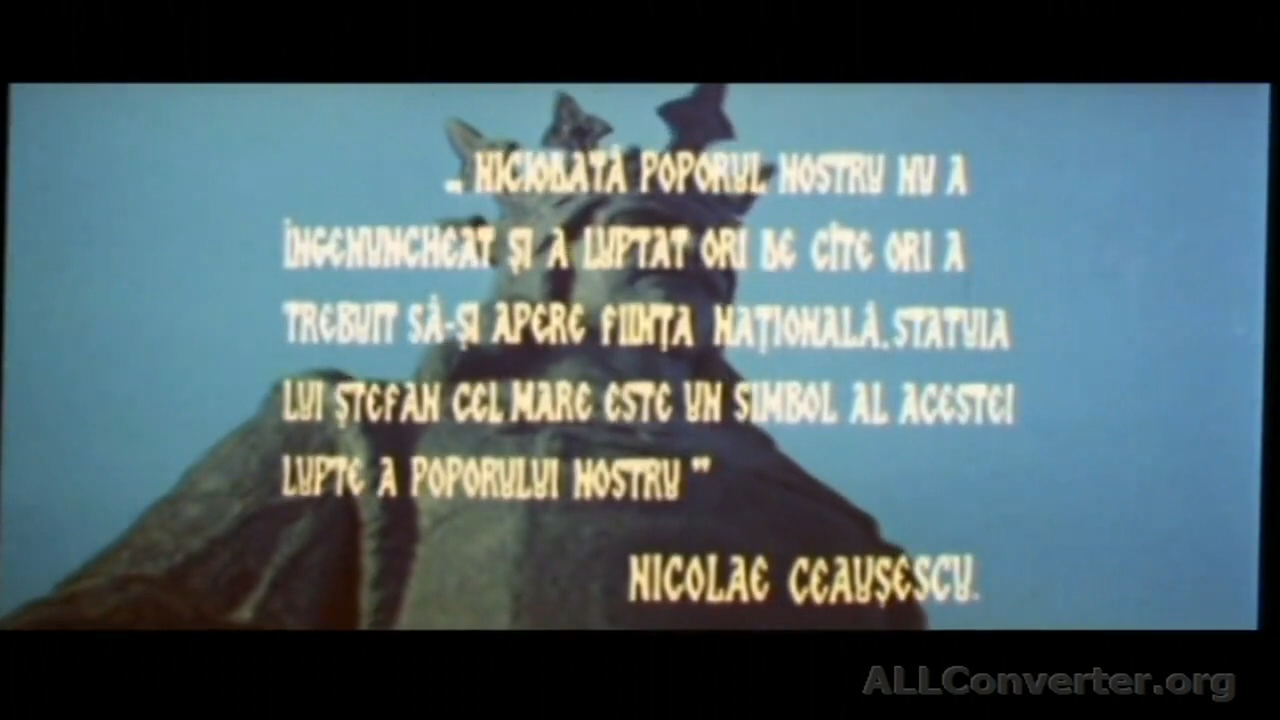 „NICIODATĂ POPORUL NOSTRU NU A
ÎNGENUNCHEAT ȘI A LUPTAT ORI DE CÎTE ORI A
TREBUIT SĂ-ȘI APERE FIINȚA NAȚIONALĂ. STATUIA
LUI ȘTEFAN CEL MARE ESTE UN SIMBOL AL ACESTEI
LUPTE A POPORULUI NOSTRU”
NICOLAE CEAUȘESCU.
ALLConverter.org